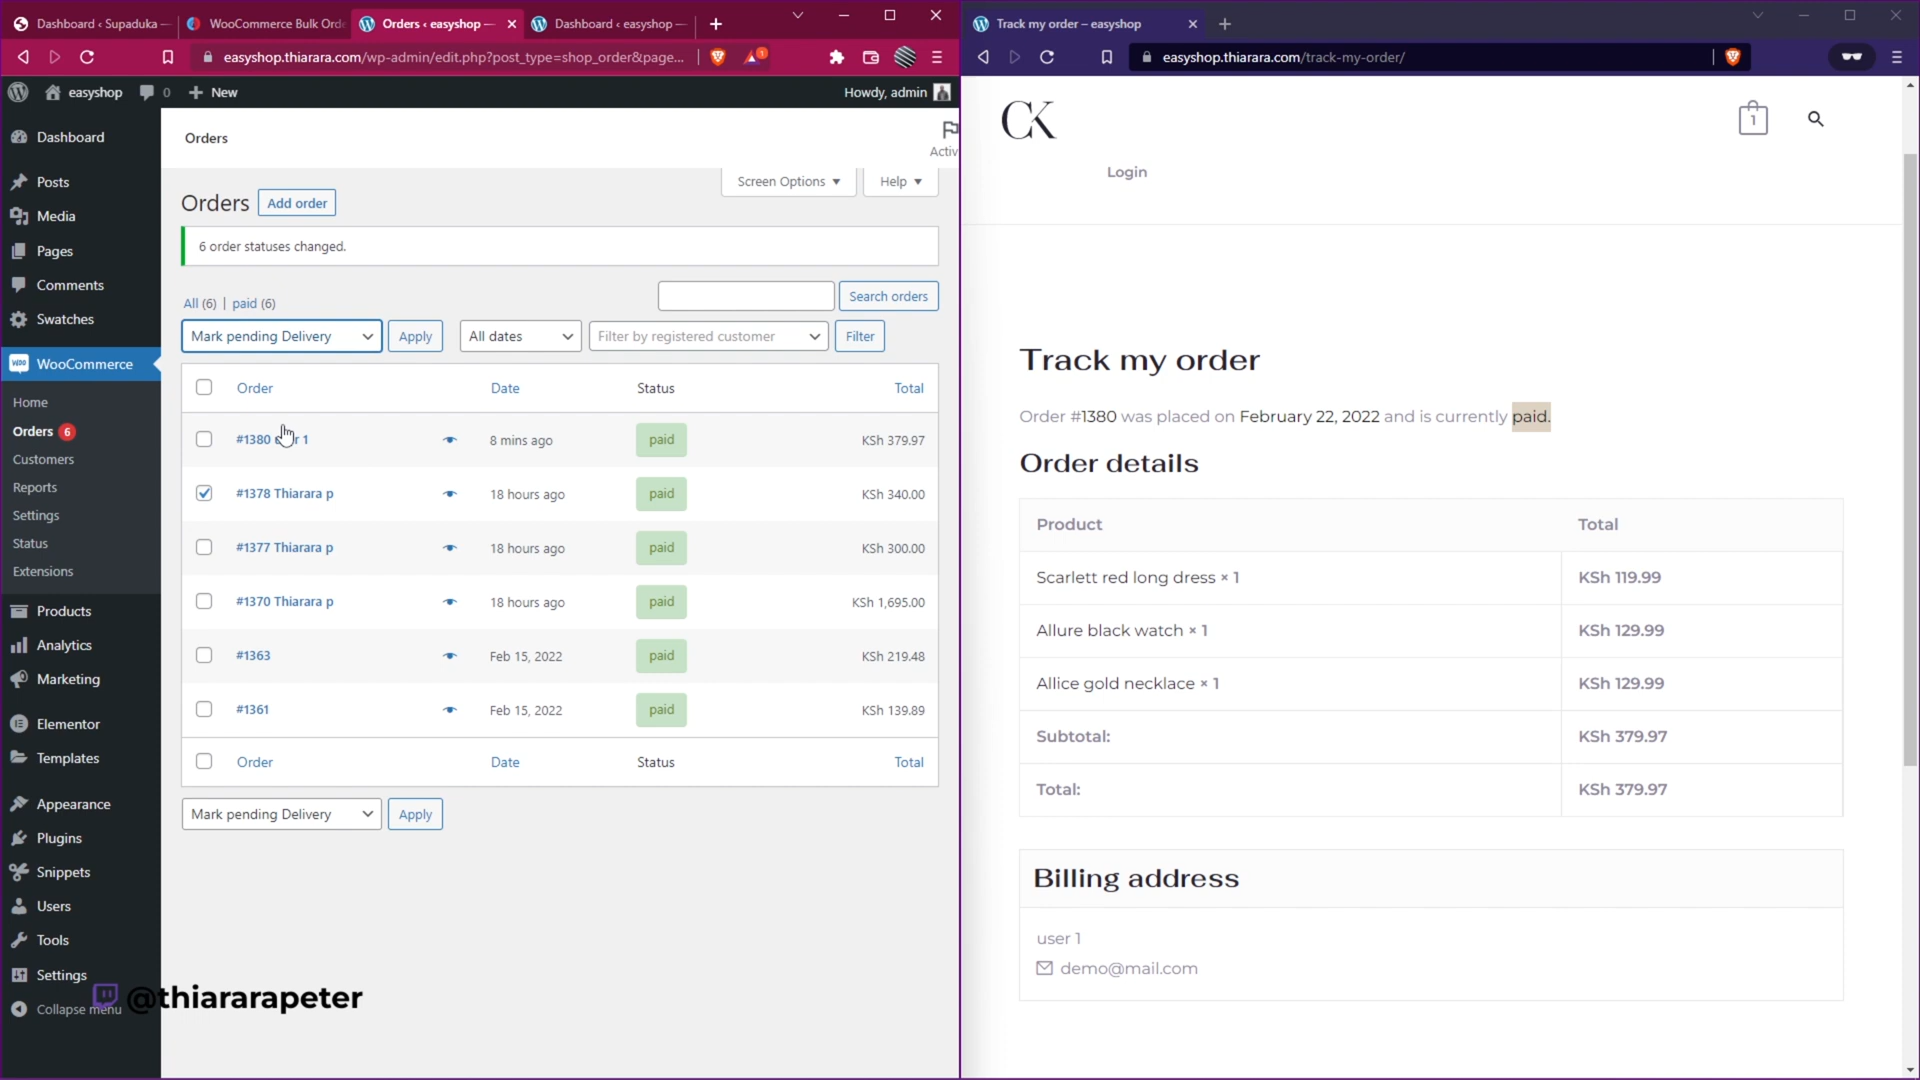 Dashboard ‹ Supaduka —
WooCommerce Bulk Ord
Orders ‹ easyshop —
Dashboard ‹ easyshop —
easyshop.thiarara.com/wp-admin/edit.php?post_type=shop_order&page...
1
easyshop
0
New
Howdy, admin
Dashboard
Posts
Media
Pages
Comments
Swatches
WooCommerce
Home
Orders 6
Customers
Reports
Settings
Status
Extensions
Products
Analytics
Marketing
Elementor
Templates
Appearance
Plugins
Snippets
Users
Tools
Settings
Collapse menu
@thiararapeter
Orders
Activ
Screen Options
Help
Orders
Add order
6 order statuses changed.
All (6) | paid (6)
Search orders
Mark pending Delivery
Apply
All dates
Filter by registered customer
Filter
Order Date Status Total
#1380 1 8 mins ago paid KSh 379.97
#1378 Thiarara p 18 hours ago paid KSh 340.00
#1377 Thiarara p 18 hours ago paid KSh 300.00
#1370 Thiarara p 18 hours ago paid KSh 1,695.00
#1363 Feb 15, 2022 paid KSh 219.48
#1361 Feb 15, 2022 paid KSh 139.89
Order Date Status Total
Mark pending Delivery
Apply
Track my order – easyshop
easyshop.thiarara.com/track-my-order/
CK
1
Login
Track my order
Order #1380 was placed on February 22, 2022 and is currently paid.
Order details
Product Total
Scarlett red long dress × 1 KSh 119.99
Allure black watch × 1 KSh 129.99
Allice gold necklace × 1 KSh 129.99
Subtotal: KSh 379.97
Total: KSh 379.97
Billing address
user 1
demo@mail.com